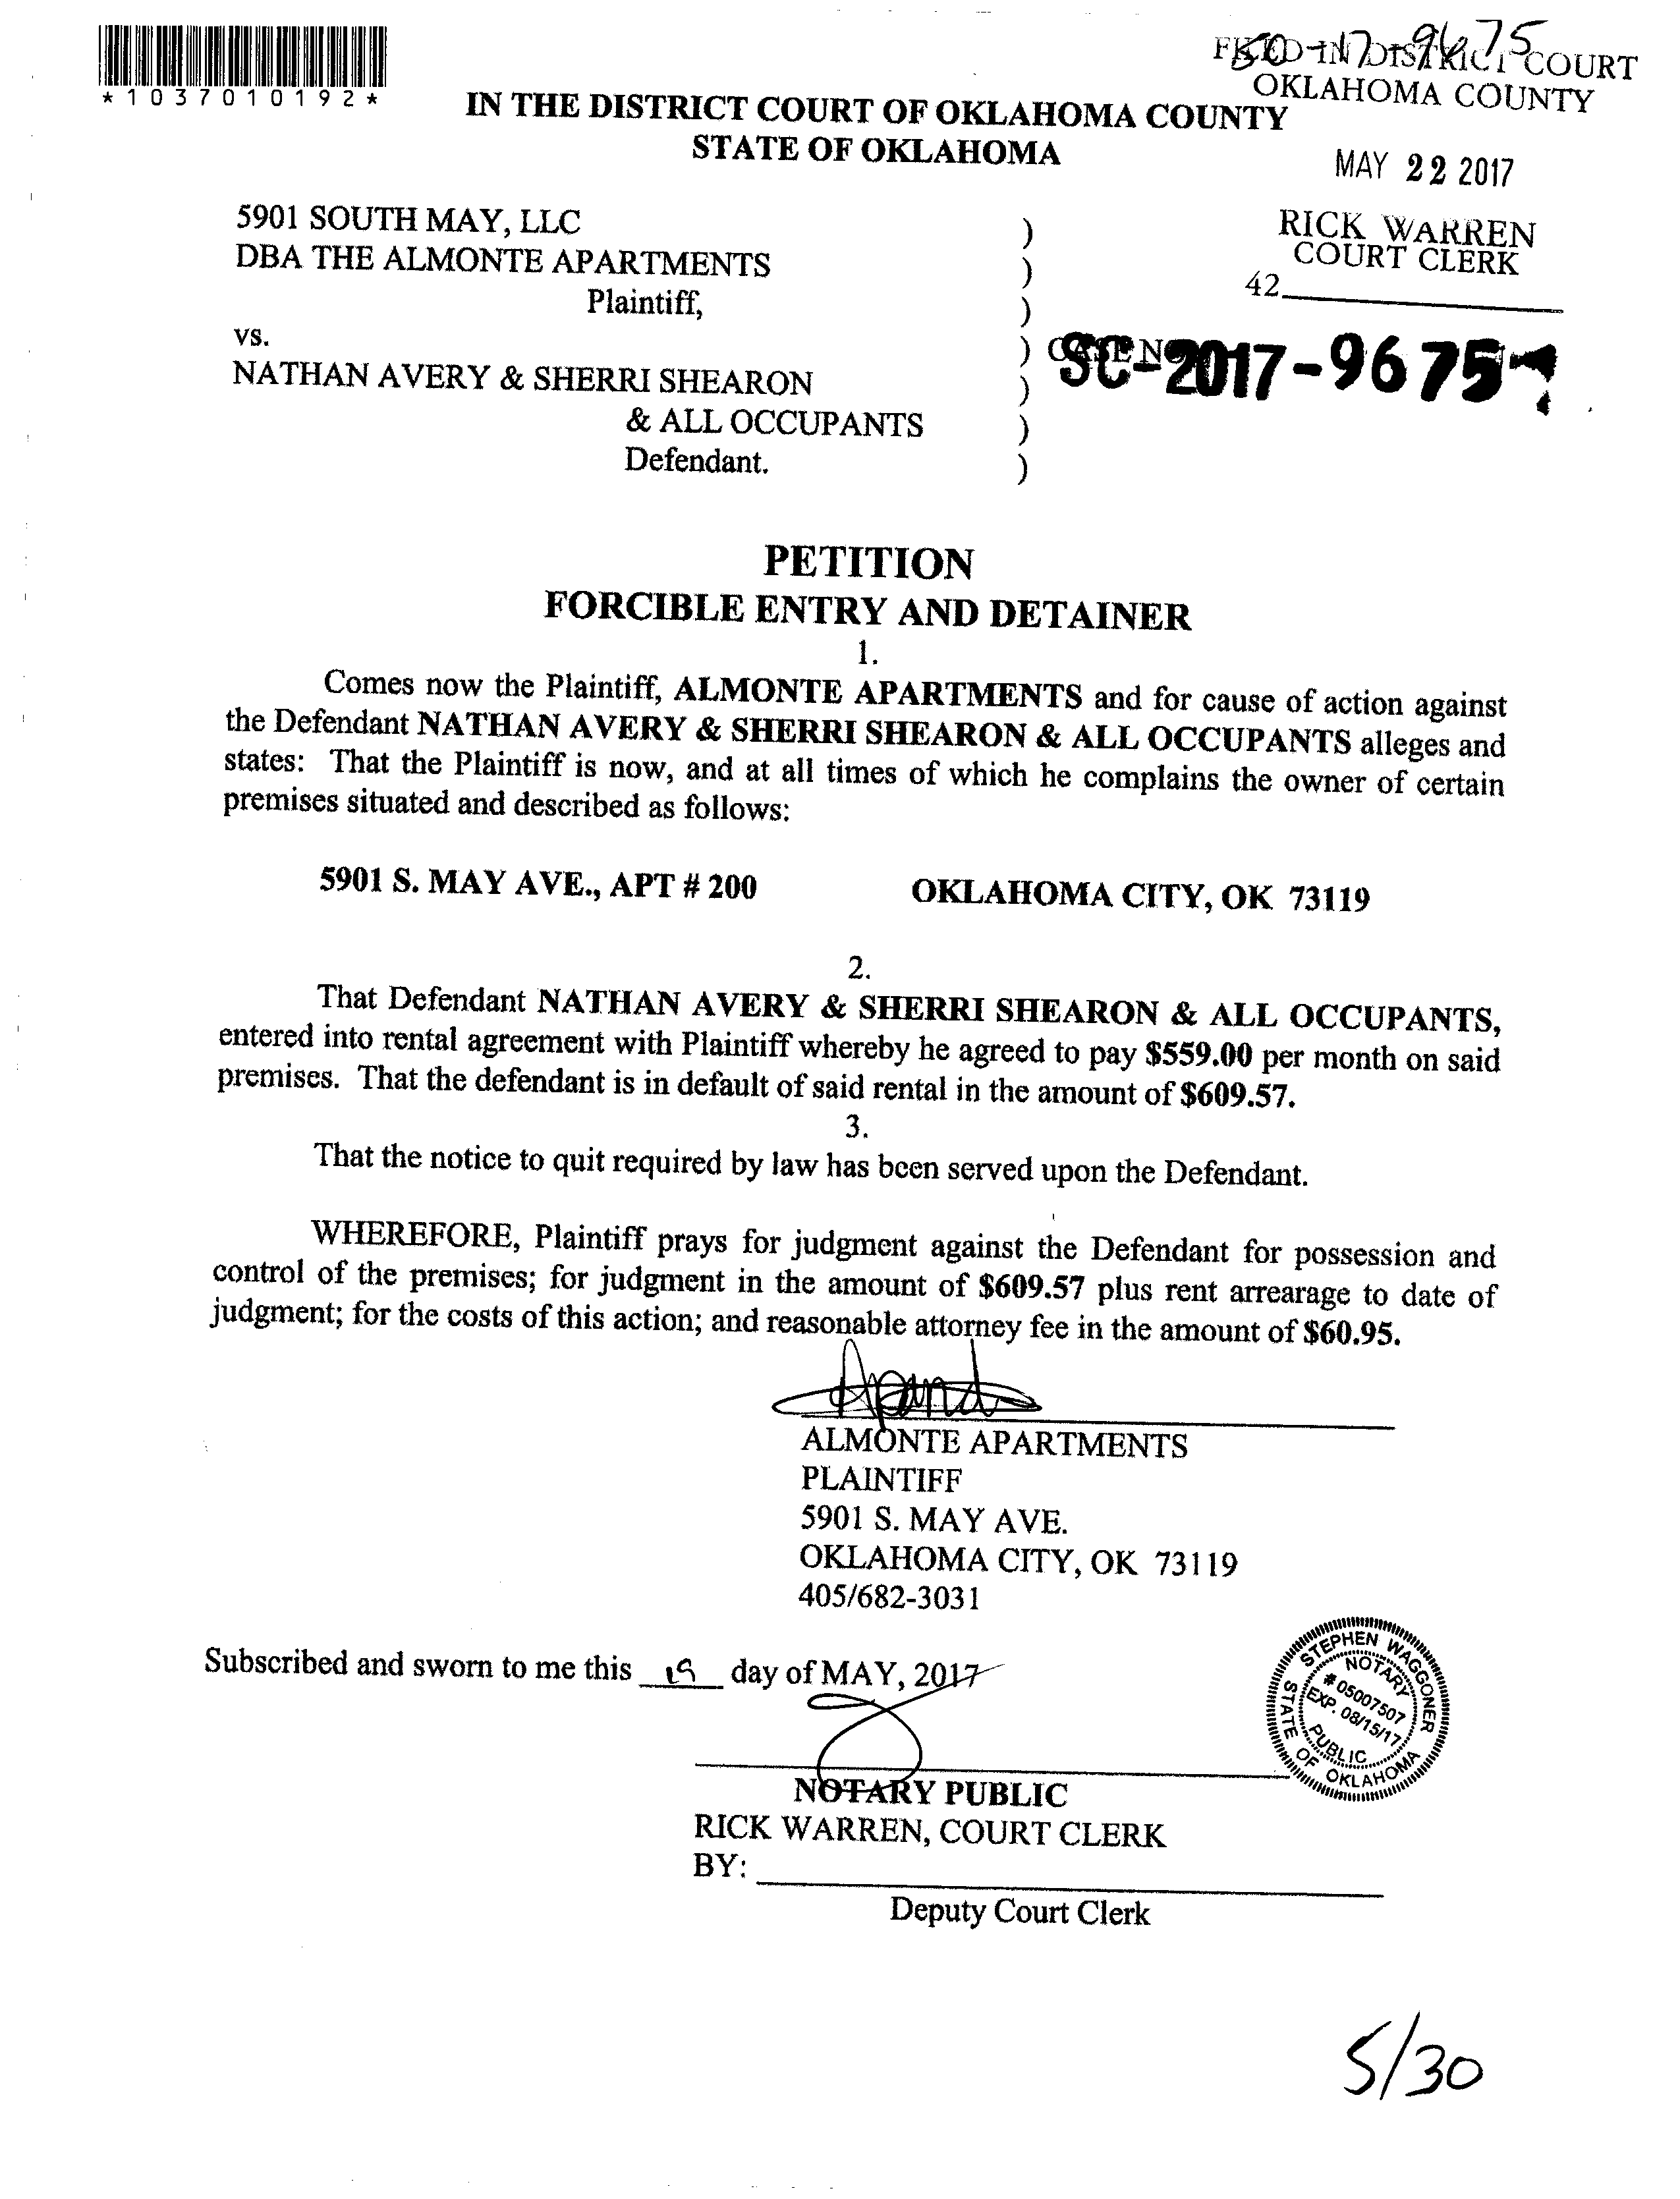 *1037010192*
SC-17-9675
FILED IN DISTRICT COURT
OKLAHOMA COUNTY
IN THE DISTRICT COURT OF OKLAHOMA COUNTY
STATE OF OKLAHOMA
MAY 22 2017
RICK WARREN
COURT CLERK
42
5901 SOUTH MAY, LLC )
DBA THE ALMONTE APARTMENTS )
Plaintiff, )
vs. ) CASE NO
SC-2017-9675
NATHAN AVERY & SHERRI SHEARON )
& ALL OCCUPANTS )
Defendant. )
PETITION
FORCIBLE ENTRY AND DETAINER
1.
Comes now the Plaintiff, ALMONTE APARTMENTS and for cause of action against
the Defendant NATHAN AVERY & SHERRI SHEARON & ALL OCCUPANTS alleges and
states: That the Plaintiff is now, and at all times of which he complains the owner of certain
premises situated and described as follows:
5901 S. MAY AVE., APT # 200 OKLAHOMA CITY, OK 73119
2.
That Defendant NATHAN AVERY & SHERRI SHEARON & ALL OCCUPANTS,
entered into rental agreement with Plaintiff whereby he agreed to pay $559.00 per month on said
premises. That the defendant is in default of said rental in the amount of $609.57.
3.
That the notice to quit required by law has been served upon the Defendant.
WHEREFORE, Plaintiff prays for judgment against the Defendant for possession and
control of the premises; for judgment in the amount of $609.57 plus rent arrearage to date of
judgment; for the costs of this action; and reasonable attorney fee in the amount of $60.95.
ALMONTE APARTMENTS
PLAINTIFF
5901 S. MAY AVE.
OKLAHOMA CITY, OK 73119
405/682-3031
Subscribed and sworn to me this 19 day of MAY, 2017
STEPHEN WAGGONER
NOTARY
# 05007507
EXP. 08/15/17
PUBLIC
STATE OF OKLAHOMA
NOTARY PUBLIC
RICK WARREN, COURT CLERK
BY:
Deputy Court Clerk
5/30